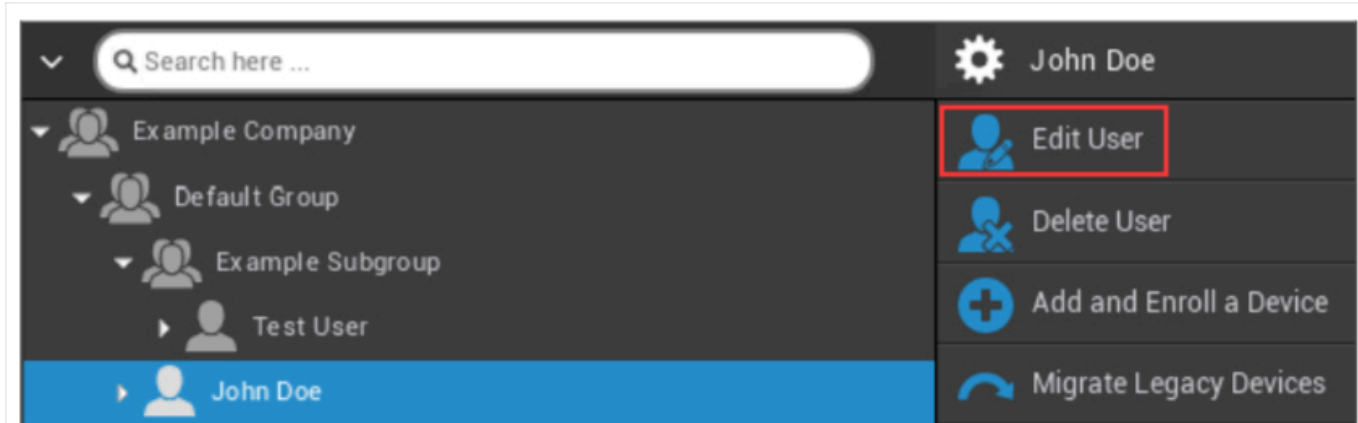 Search here ...
John Doe
Example Company
Default Group
Example Subgroup
Test User
John Doe
Edit User
Delete User
Add and Enroll a Device
Migrate Legacy Devices